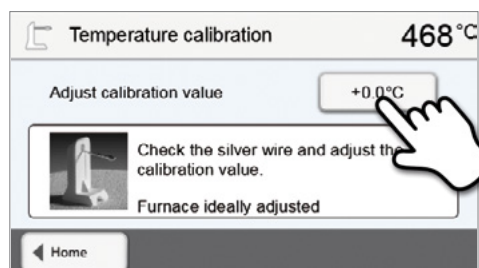 Temperature calibration 468°C
Adjust calibration value +0.0°C
Check the silver wire and adjust the
calibration value.
Furnace ideally adjusted
Home